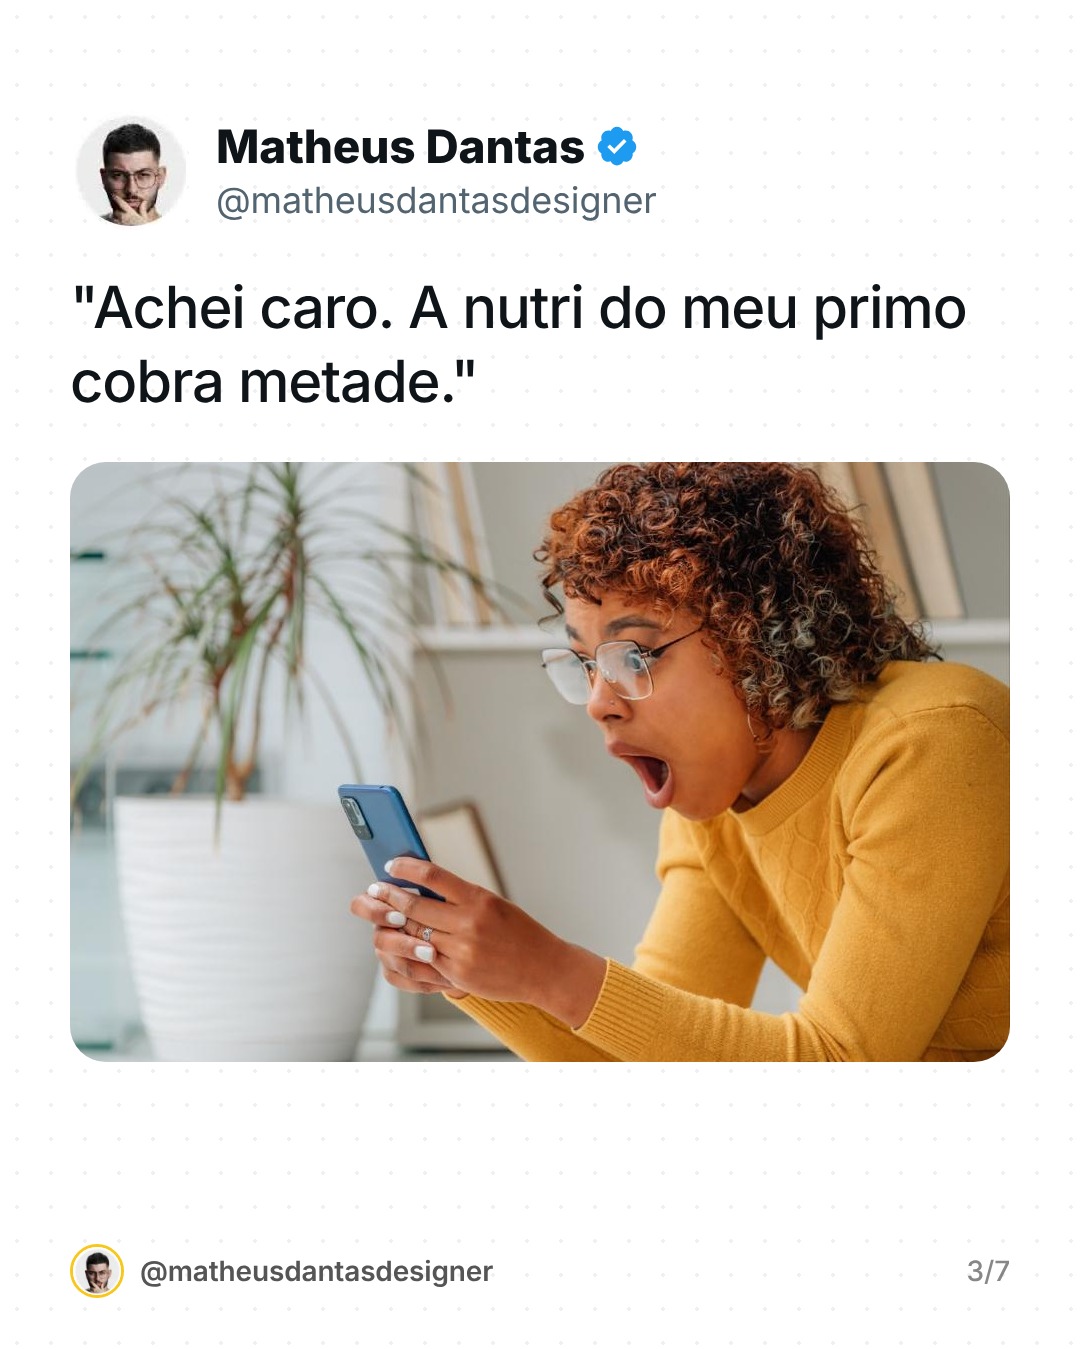 Matheus Dantas
@matheusdantasdesigner
"Achei caro. A nutri do meu primo
cobra metade."
@matheusdantasdesigner
3/7